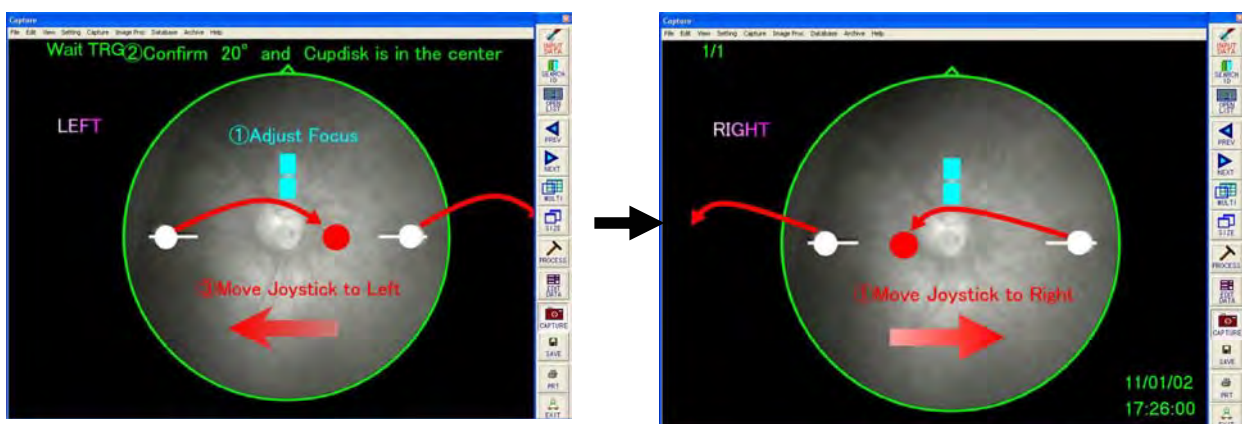 Capture
File Edit View Setting Capture Image Proc Database Archive Help
Wait TRG②Confirm 20° and Cupdisk is in the center
LEFT
①Adjust Focus
③Move Joystick to Left
INPUT DATA
SEARCH ID
OPEN LIST
PREV
NEXT
MULTI
SIZE
PROCESS
EDIT DATA
CAPTURE
SAVE
PRT
EXIT
Capture
File Edit View Setting Capture Image Proc Database Archive Help
1/1
RIGHT
①Move Joystick to Right
11/01/02
17:26:00
INPUT DATA
SEARCH ID
OPEN LIST
PREV
NEXT
MULTI
SIZE
PROCESS
EDIT DATA
CAPTURE
SAVE
PRT